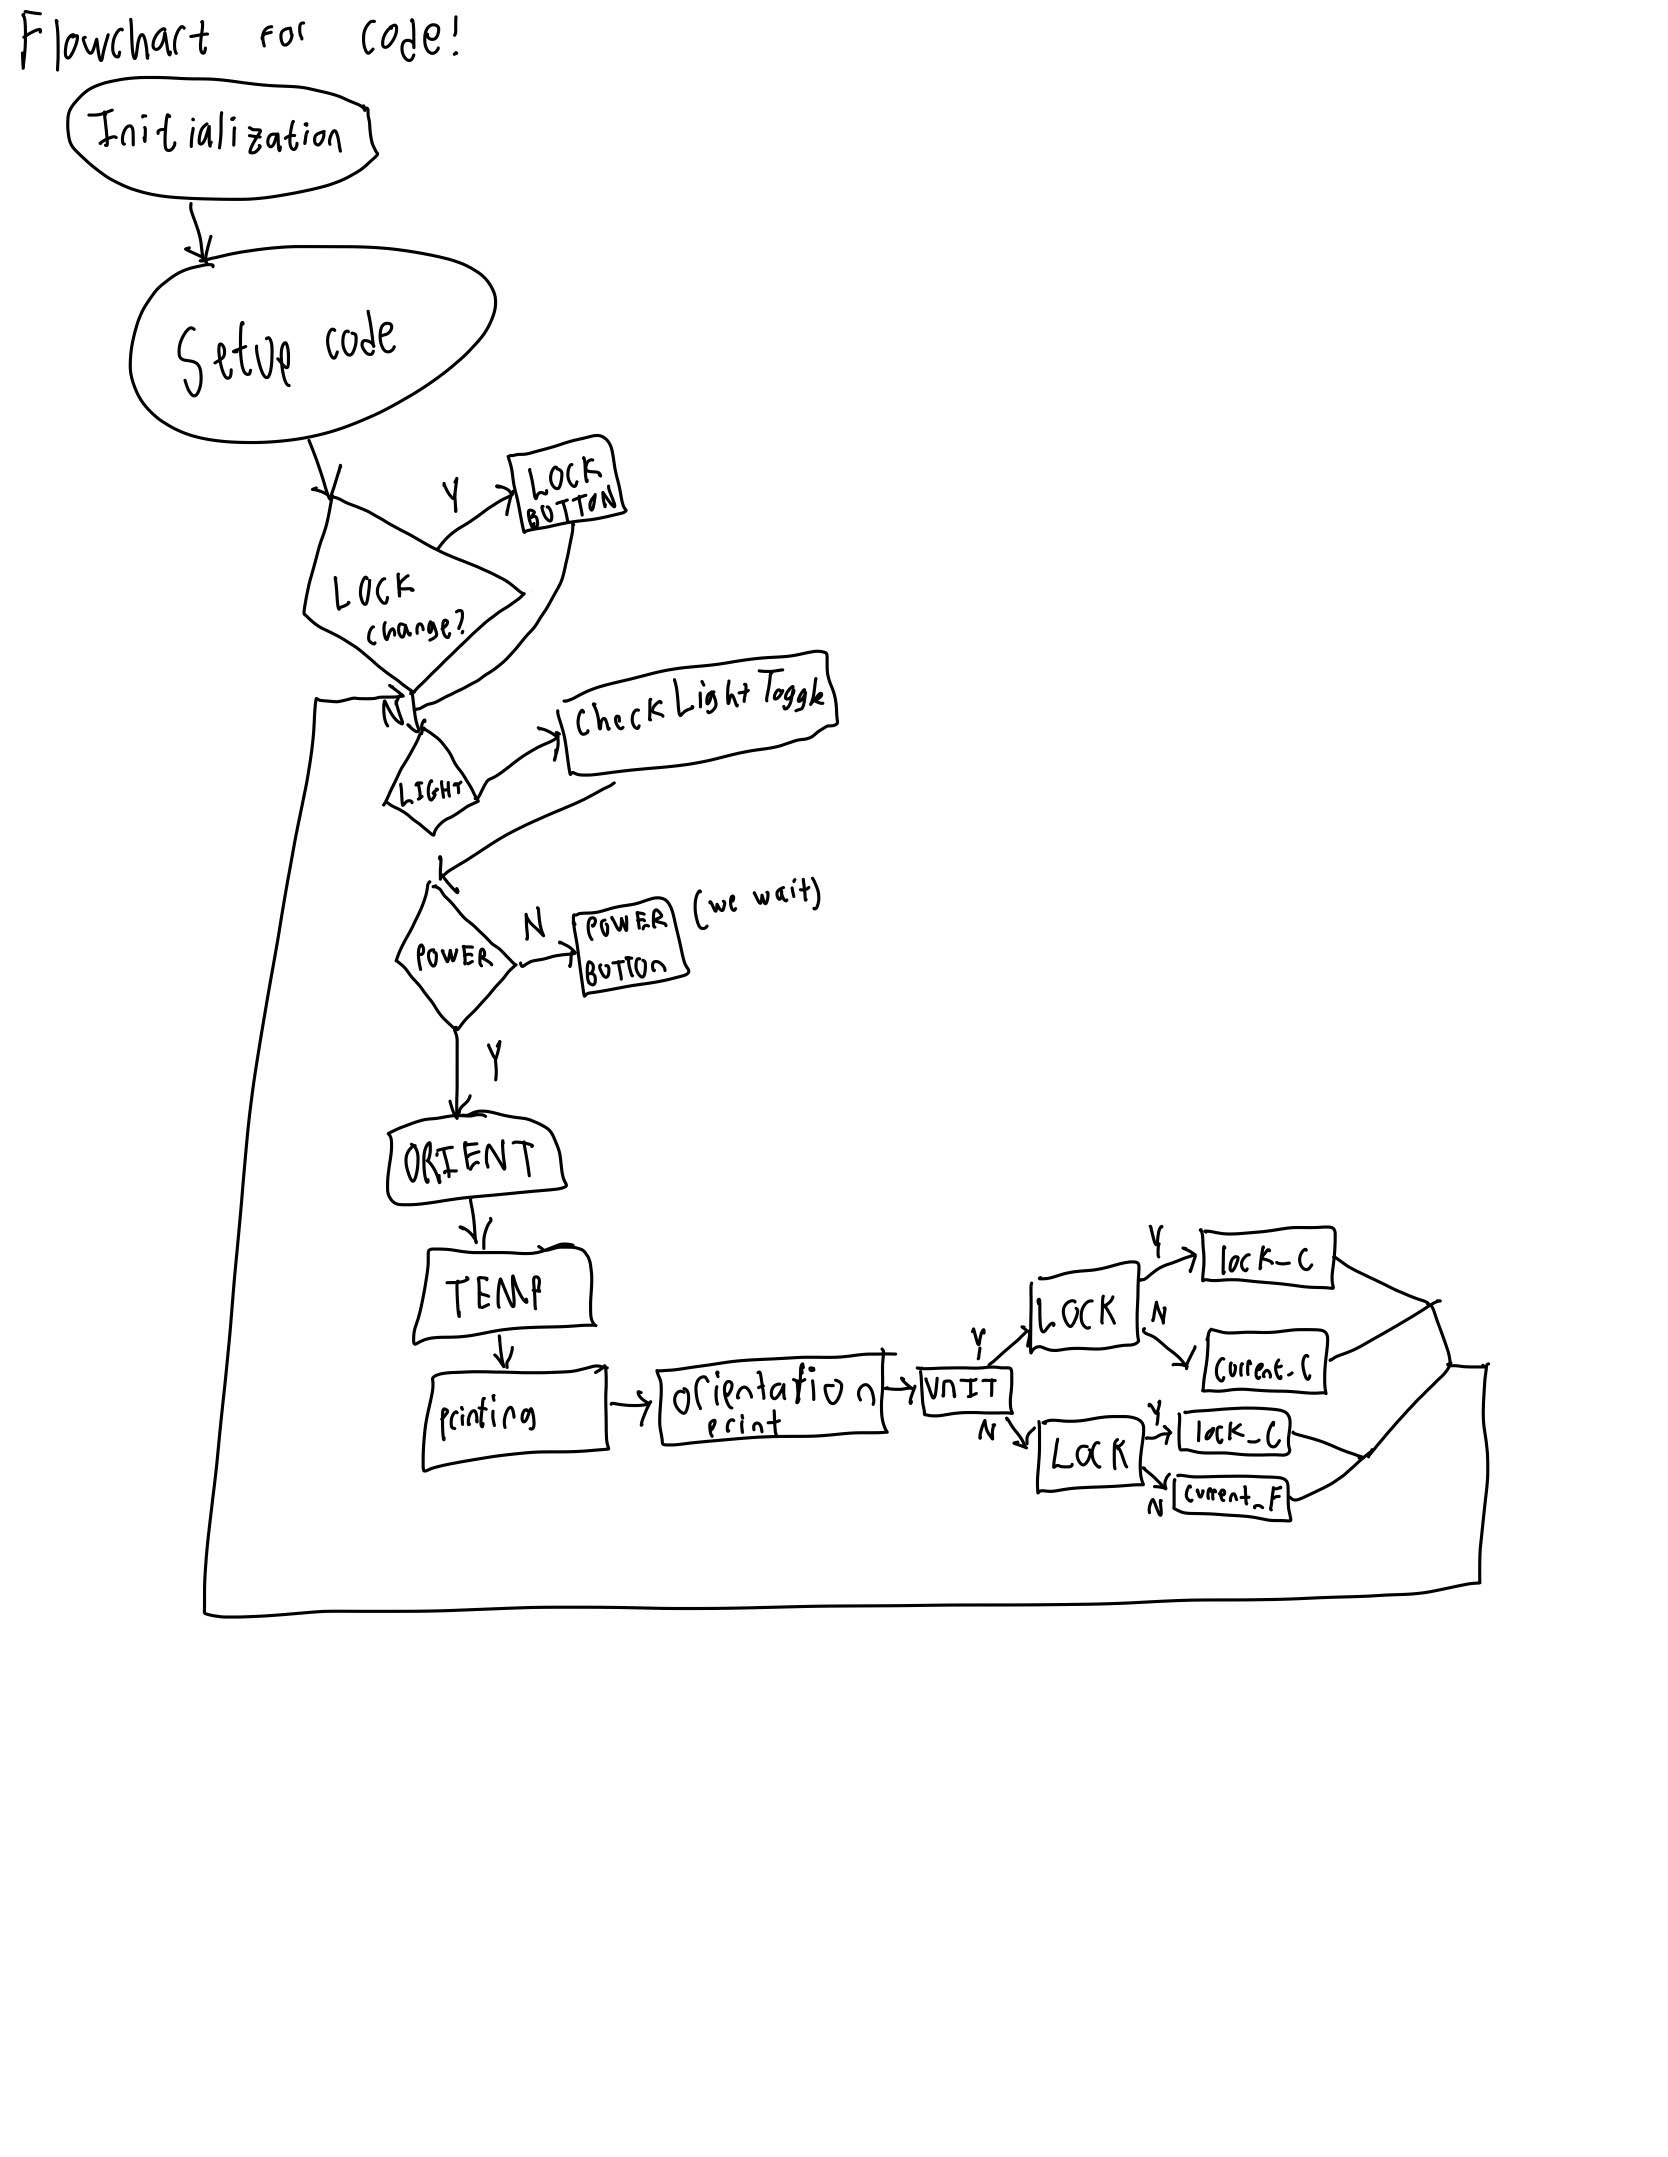 Flowchart for code!
Initialization
Setup code
Y
LOCK
BUTTON
LOCK
change?
N
Check Light Toggle
LIGHT
POWER
N
POWER
BUTTON
(we wait)
Y
ORIENT
TEMP
printing
orientation
print
UNIT
Y
LOCK
Y
lock_C
N
current_C
N
LOCK
Y
lock_C
N
current_F